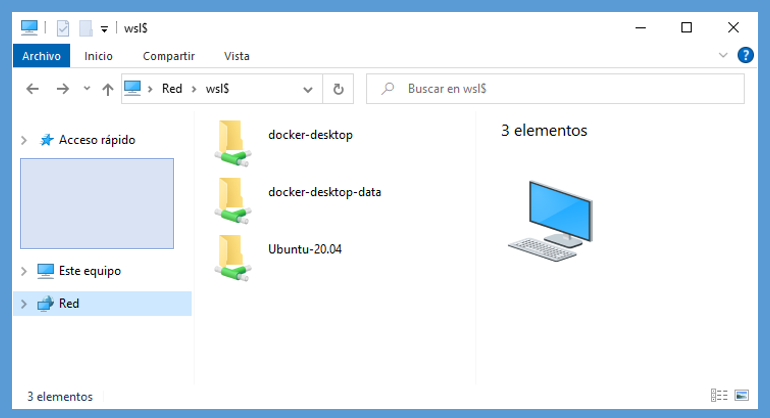 wsl$
Archivo Inicio Compartir Vista
Red wsl$
Buscar en wsl$
Acceso rápido
Este equipo
Red
docker-desktop
docker-desktop-data
Ubuntu-20.04
3 elementos
3 elementos